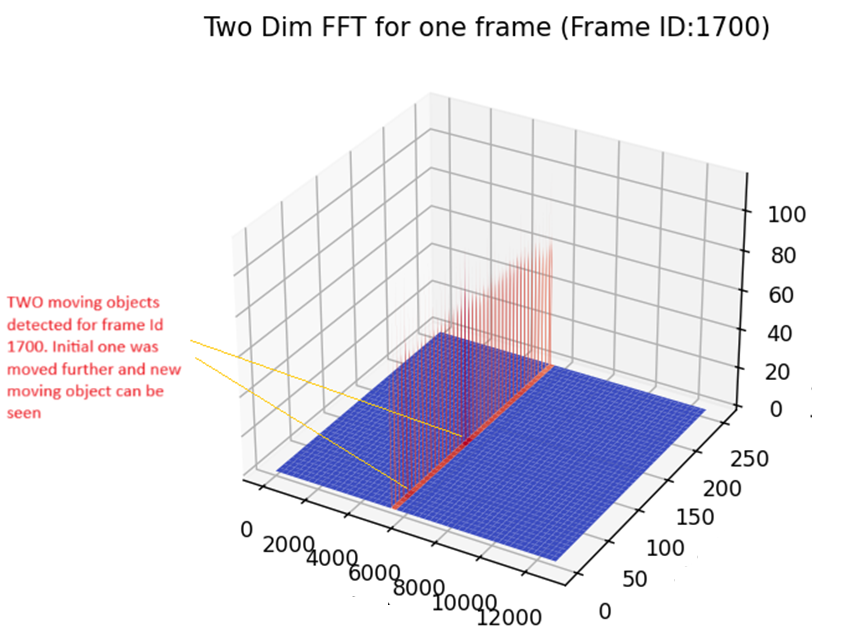 Two Dim FFT for one frame (Frame ID:1700)
TWO moving objects
detected for frame Id
1700. Initial one was
moved further and new
moving object can be
seen
100
80
60
40
20
0
250
200
150
100
50
0
0
2000
4000
6000
8000
10000
12000